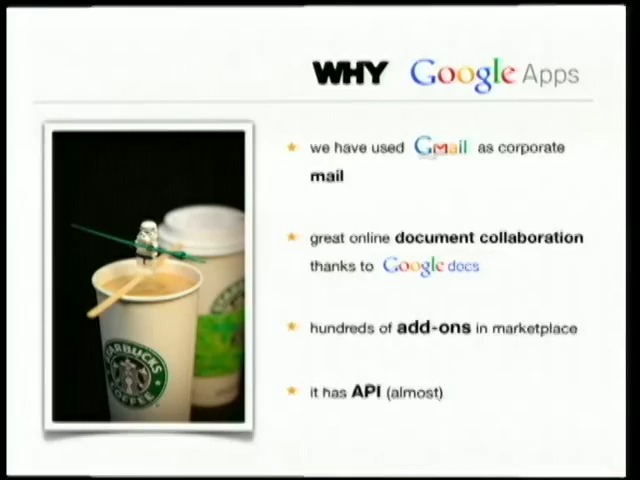 WHY Google Apps
we have used Gmail as corporate
mail
great online document collaboration
thanks to Google docs
hundreds of add-ons in marketplace
it has API (almost)
STARBUCKS
COFFEE